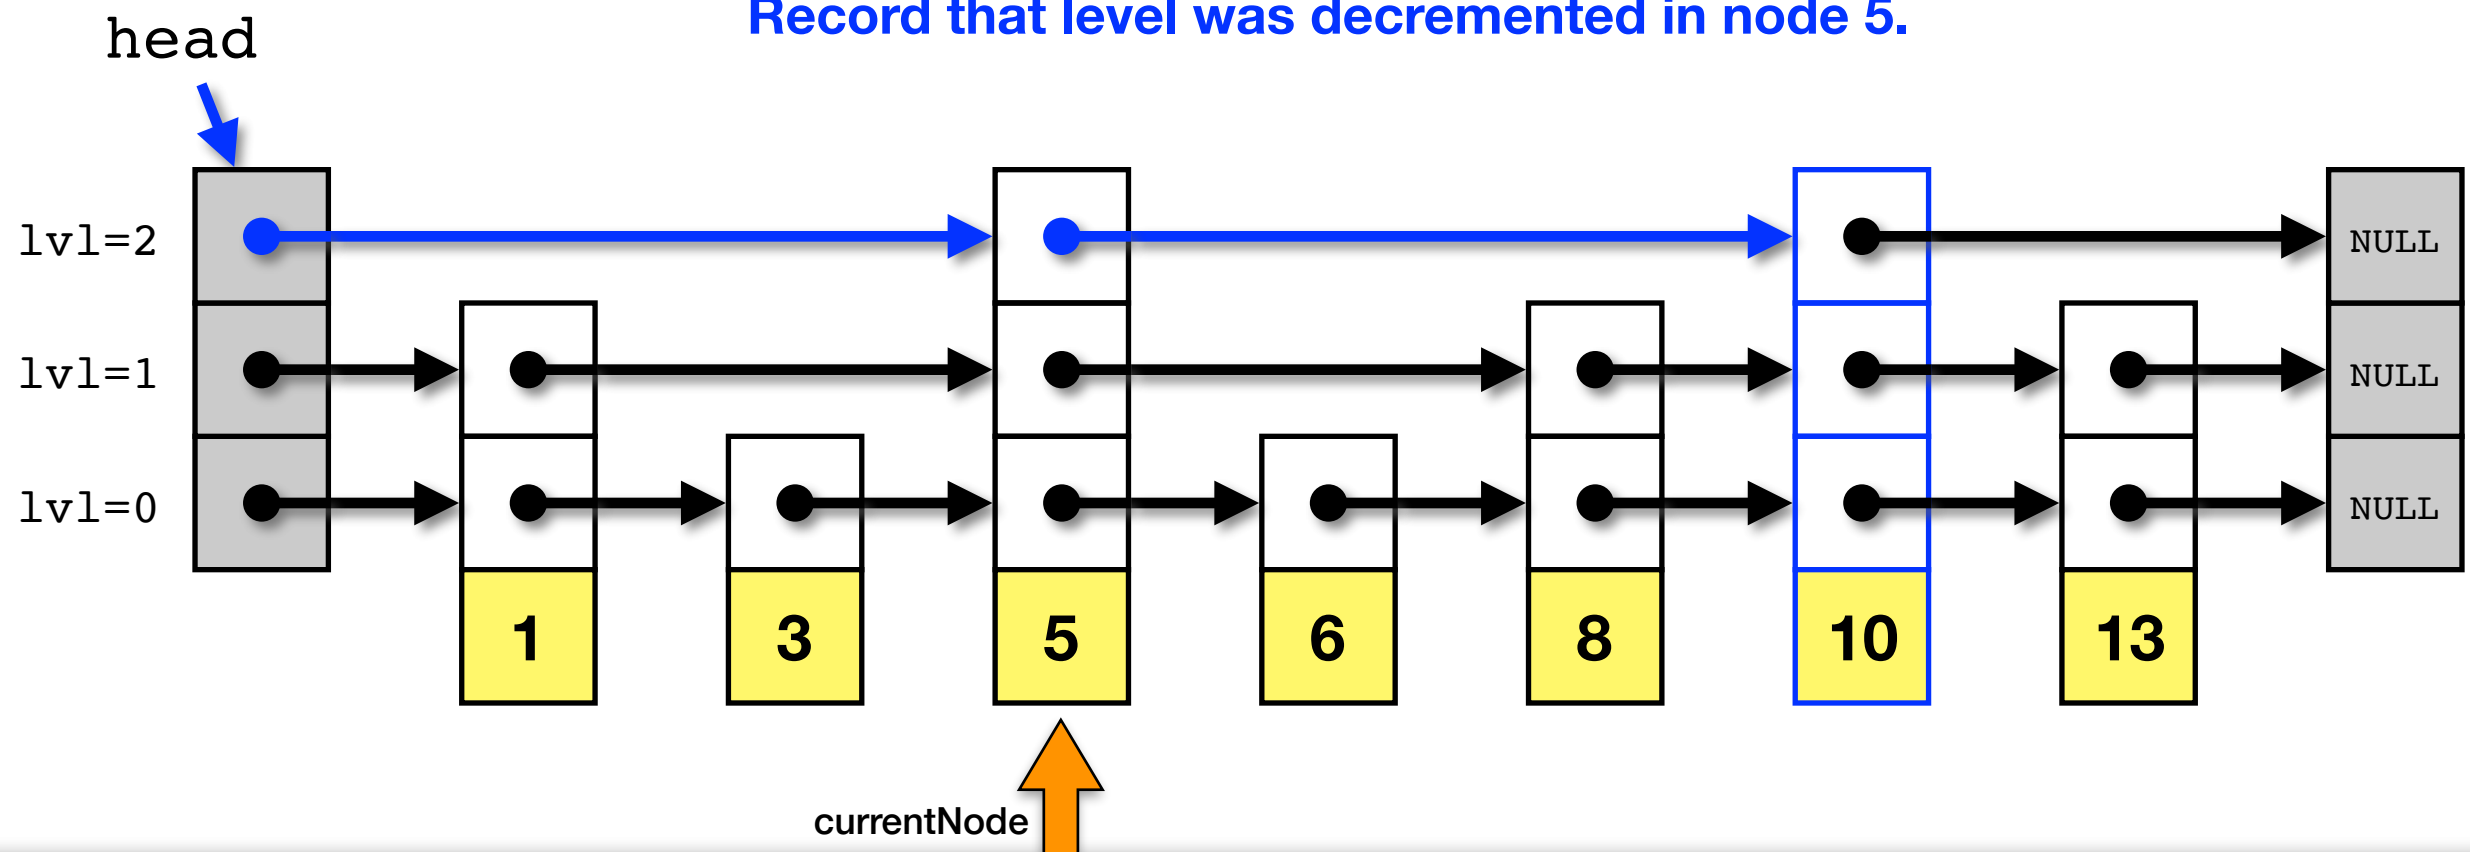 Record that level was decremented in node 5.
head
lvl=2
NULL
lvl=1
NULL
lvl=0
NULL
1 3 5 6 8 10 13
currentNode